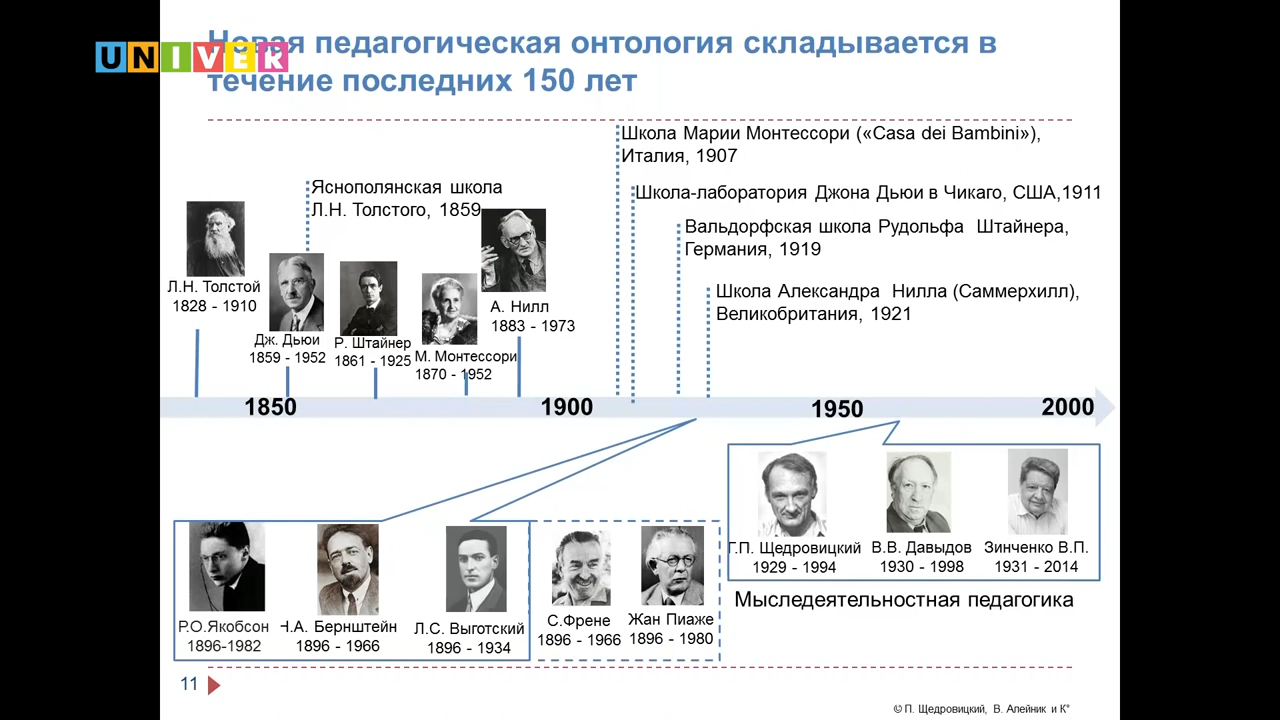 UNIVER
Новая педагогическая онтология складывается в
течение последних 150 лет
Школа Марии Монтессори («Casa dei Bambini»),
Италия, 1907
Яснополянская школа
Л.Н. Толстого, 1859
Школа-лаборатория Джона Дьюи в Чикаго, США,1911
Вальдорфская школа Рудольфа Штайнера,
Германия, 1919
Школа Александра Нилла (Саммерхилл),
Великобритания, 1921
Л.Н. Толстой
1828 - 1910
Дж. Дьюи
1859 - 1952
Р. Штайнер
1861 - 1925
М. Монтессори
1870 - 1952
А. Нилл
1883 - 1973
1850
1900
1950
2000
Р.О.Якобсон
1896-1982
Н.А. Бернштейн
1896 - 1966
Л.С. Выготский
1896 - 1934
С.Френе
1896 - 1966
Жан Пиаже
1896 - 1980
Г.П. Щедровицкий
1929 - 1994
В.В. Давыдов
1930 - 1998
Зинченко В.П.
1931 - 2014
Мыследеятельностная педагогика
11
© П. Щедровицкий, В. Алейник и К°